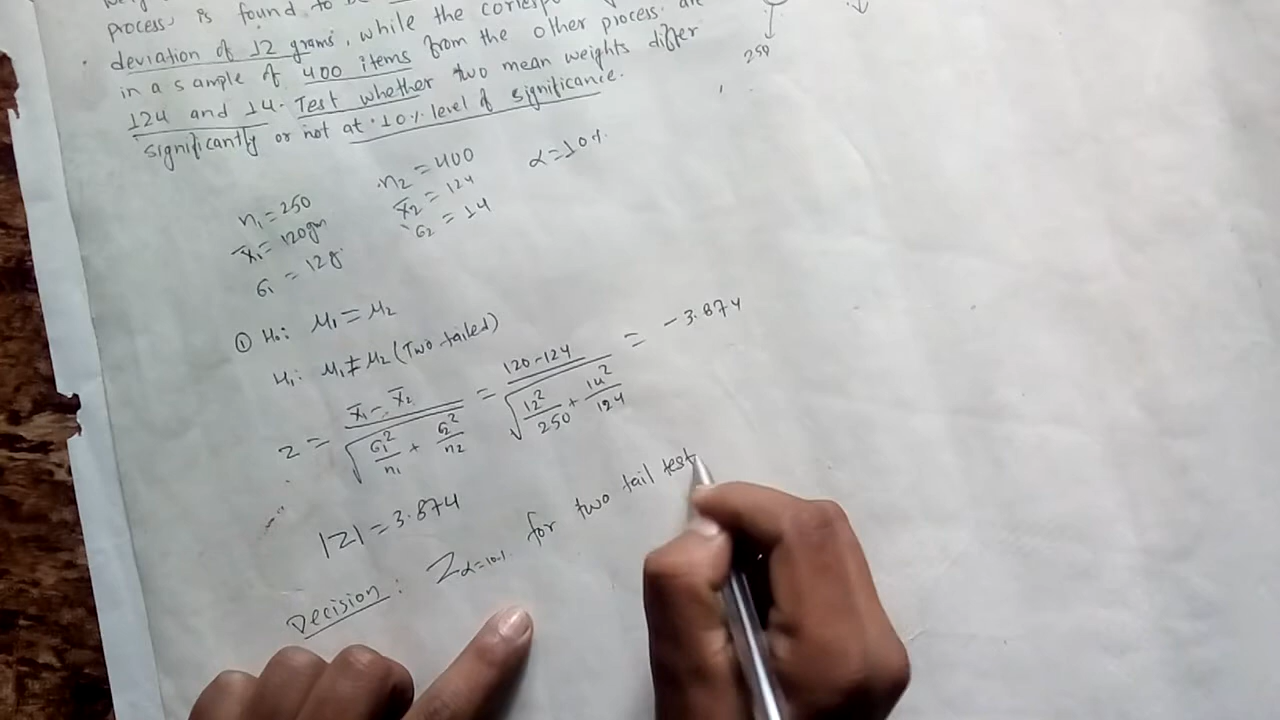 process is found to be
deviation of 12 grams, while the corresp
in a sample of 400 items from the other process are
124 and 14. Test whether two mean weights differ
significantly or not at 10% level of significance.
250
n₁ = 250
x̄₁ = 120gm
σ₁ = 12g
n₂ = 400
x̄₂ = 124
σ₂ = 14
α = 10%
① H₀: μ₁ = μ₂
H₁: μ₁ ≠ μ₂ (Two tailed)
z = (x̄₁ - x̄₂) / √(σ₁²/n₁ + σ₂²/n₂) = (120-124) / √(12²/250 + 14²/124) = -3.874
|z| = 3.874
Decision: Zα=10% for two tail test